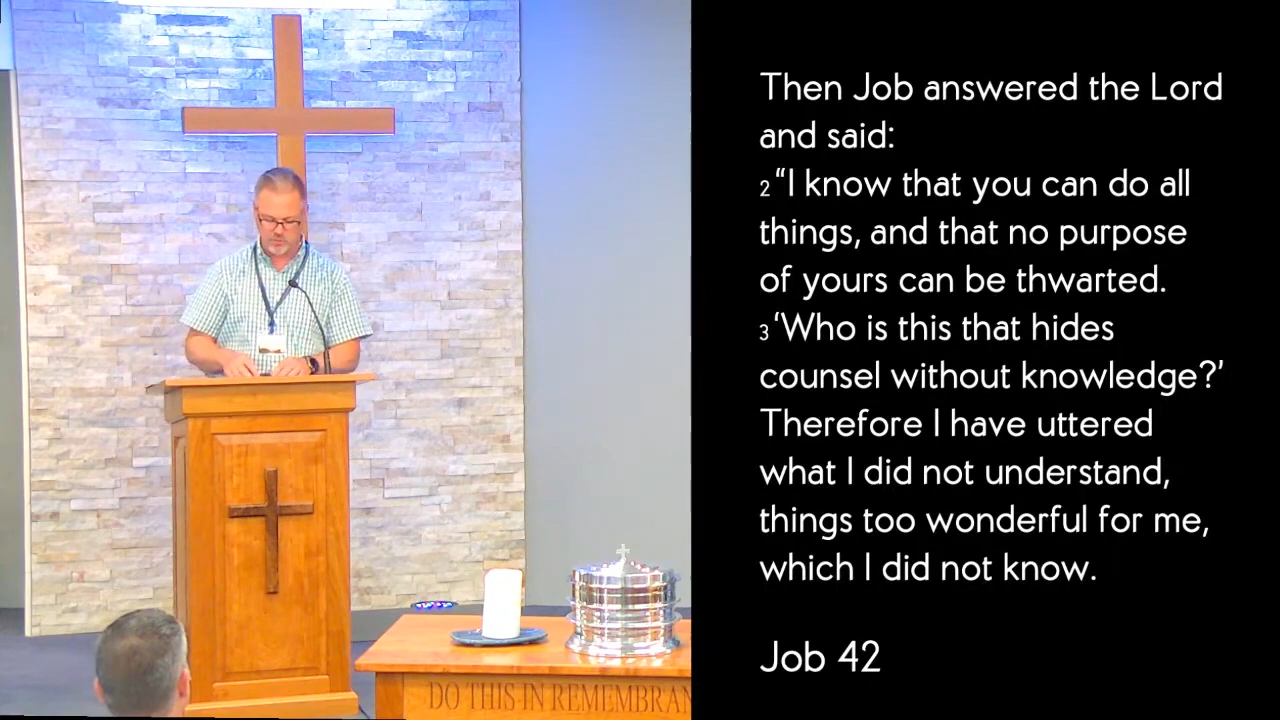 Then Job answered the Lord
and said:
2 “I know that you can do all
things, and that no purpose
of yours can be thwarted.
3 ‘Who is this that hides
counsel without knowledge?’
Therefore I have uttered
what I did not understand,
things too wonderful for me,
which I did not know.
Job 42
DO THIS IN REMEMBRAN